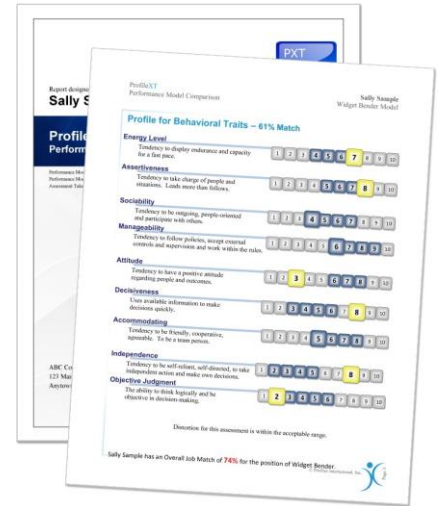 PXT
Report designe
Sally S
Profile
Perform
ABC Co
123 Mai
Anytow
ProfileXT
Performance Model Comparison
Sally Sample
Widget Bender Model
Profile for Behavioral Traits – 61% Match
Energy Level
Tendency to display endurance and capacity
for a fast pace.
1 2 3 4 5 6 7 8 9 10
Assertiveness
Tendency to take charge of people and
situations. Leads more than follows.
1 2 3 4 5 6 7 8 9 10
Sociability
Tendency to be outgoing, people-oriented
and participate with others.
1 2 3 4 5 6 7 8 9 10
Manageability
Tendency to follow policies, accept external
controls and supervision and work within the rules.
1 2 3 4 5 6 7 8 9 10
Attitude
Tendency to have a positive attitude
regarding people and outcomes.
1 2 3 4 5 6 7 8 9 10
Decisiveness
Uses available information to make
decisions quickly.
1 2 3 4 5 6 7 8 9 10
Accommodating
Tendency to be friendly, cooperative,
agreeable. To be a team person.
1 2 3 4 5 6 7 8 9 10
Independence
Tendency to be self-reliant, self-directed, to take
independent action and make own decisions.
1 2 3 4 5 6 7 8 9 10
Objective Judgment
The ability to think logically and be
objective in decision-making.
1 2 3 4 5 6 7 8 9 10
Distortion for this assessment is within the acceptable range.
Sally Sample has an Overall Job Match of 74% for the position of Widget Bender.